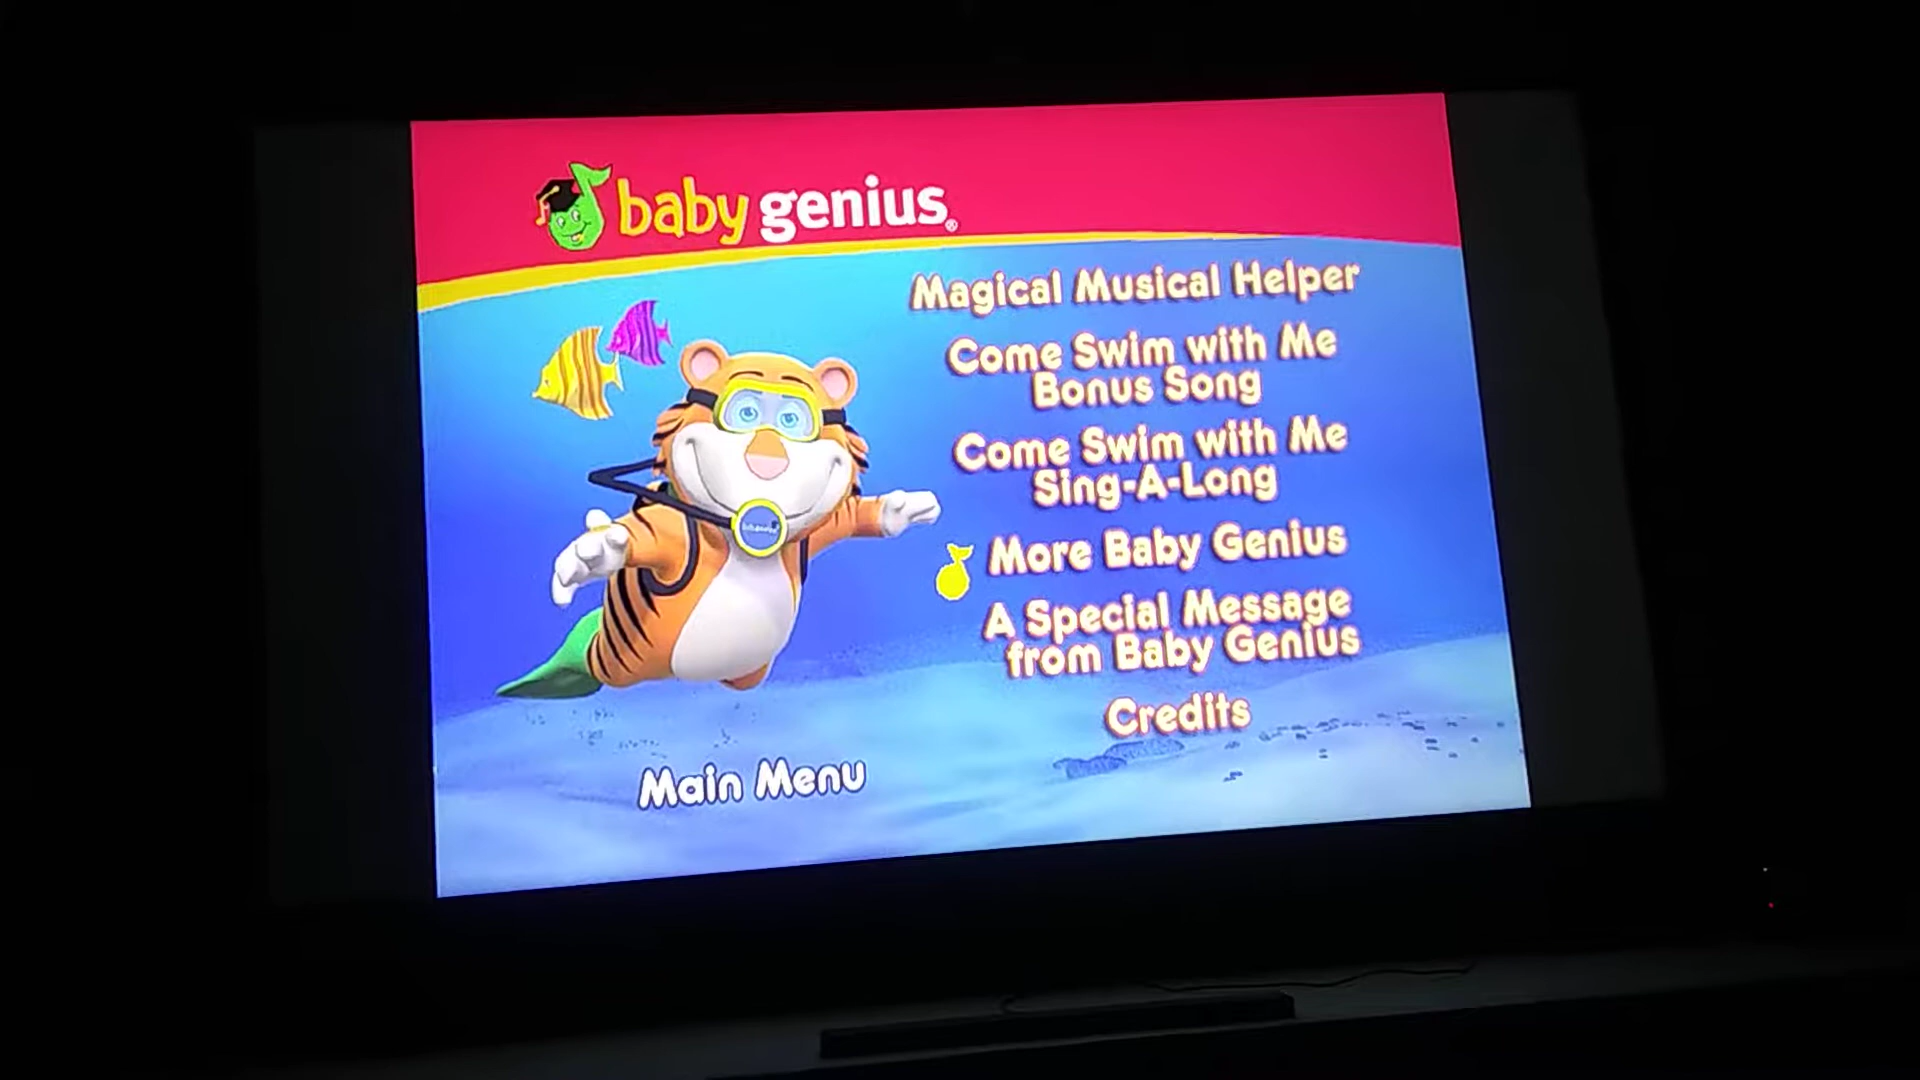 baby genius®
Magical Musical Helper
Come Swim with Me
Bonus Song
Come Swim with Me
Sing-A-Long
More Baby Genius
A Special Message
from Baby Genius
Credits
Main Menu